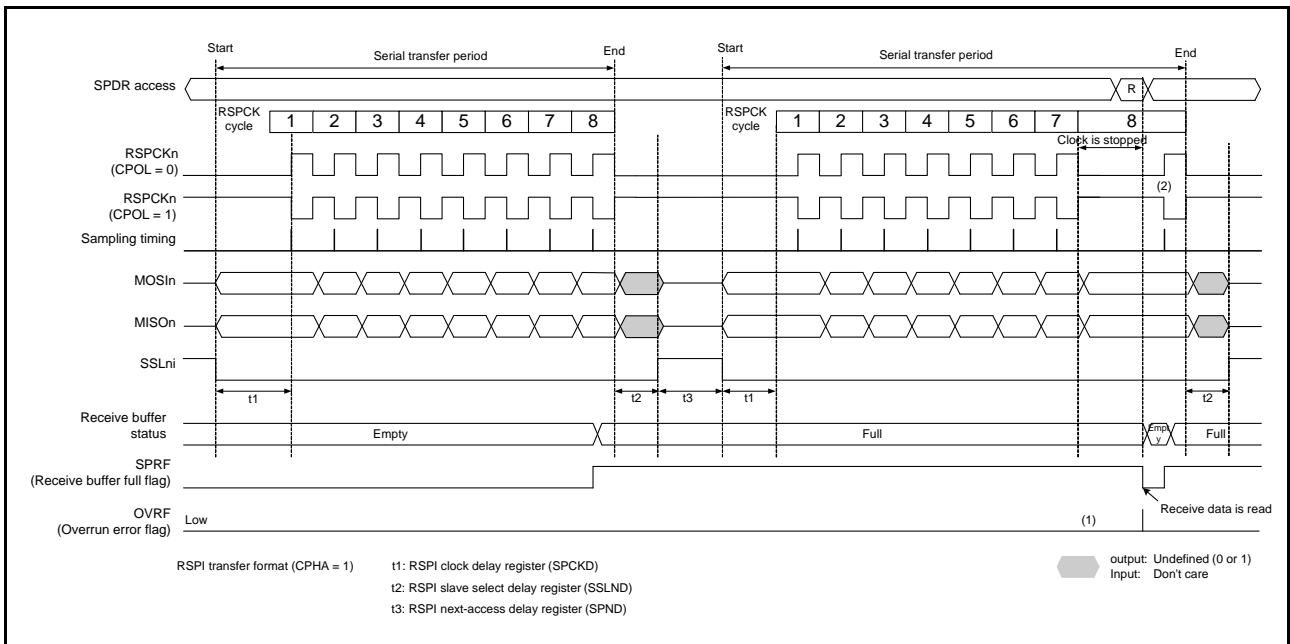 Start
Serial transfer period
End
Start
Serial transfer period
End
SPDR access
R
RSPCK
cycle
1 2 3 4 5 6 7 8
RSPCK
cycle
1 2 3 4 5 6 7 8
Clock is stopped
RSPCKn
(CPOL = 0)
RSPCKn
(CPOL = 1)
(2)
Sampling timing
MOSIn
MISOn
SSLni
t1
t2
t3
t1
t2
Receive buffer
status
Empty
Full
Empt
y
Full
SPRF
(Receive buffer full flag)
Receive data is read
OVRF
(Overrun error flag)
Low
(1)
RSPI transfer format (CPHA = 1)
t1: RSPI clock delay register (SPCKD)
t2: RSPI slave select delay register (SSLND)
t3: RSPI next-access delay register (SPND)
output: Undefined (0 or 1)
Input: Don't care